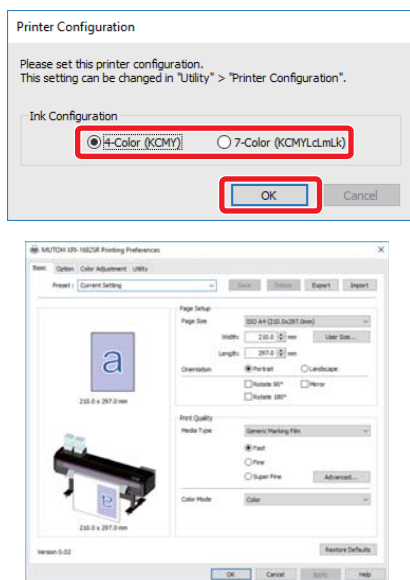 Printer Configuration
Please set this printer configuration.
This setting can be changed in "Utility" > "Printer Configuration".
Ink Configuration
4-Color (KCMY) 7-Color (KCMYLcLmLk)
OK Cancel
MUTOH XPJ-1682SR Printing Preferences
Basic Option Color Adjustment Utility
Preset : Current Setting Save Delete Export Import
Page Setup
Page Size ISO A4 (210.0x297.0mm)
Width: 210.0 mm User Size...
Length: 297.0 mm
Orientation Portrait Landscape
Rotate 90° Mirror
Rotate 180°
a
210.0 x 297.0 mm
Print Quality
Media Type Generic Marking Film
Fast
Fine
Super Fine Advanced...
Color Mode Color
210.0 x 297.0 mm
Version 0.02 Restore Defaults
OK Cancel Apply Help